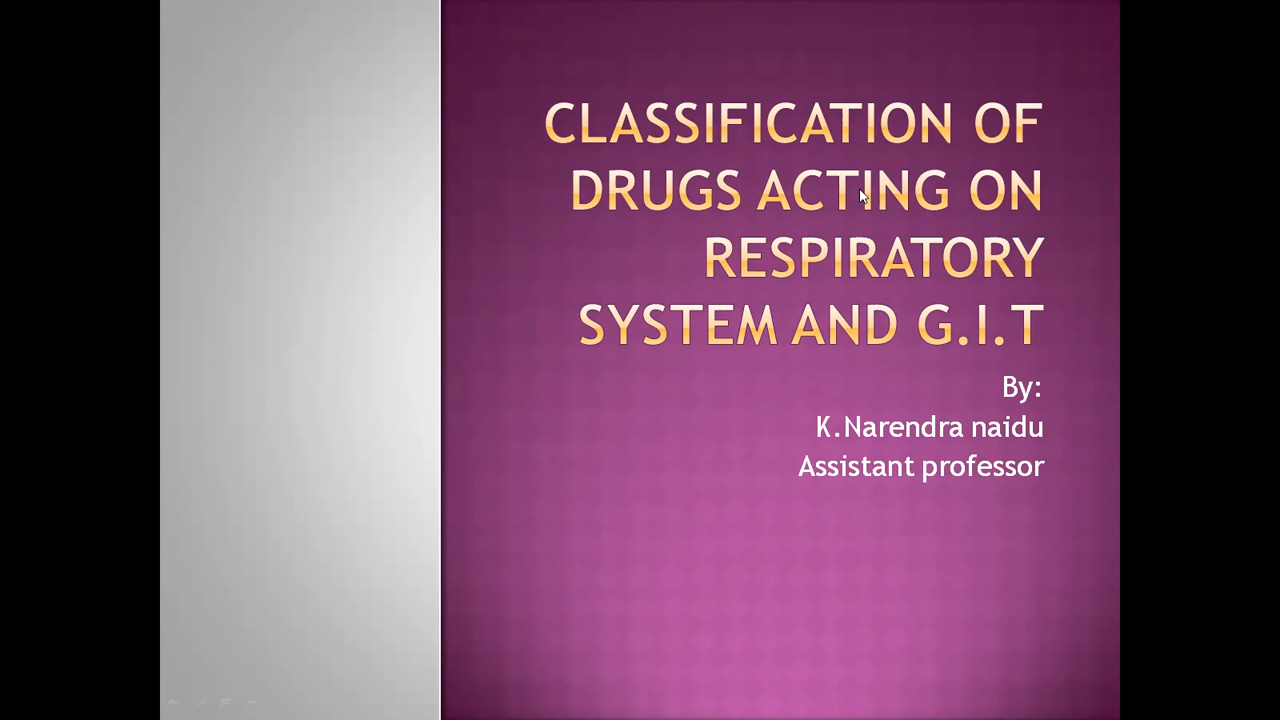 CLASSIFICATION OF
DRUGS ACTING ON
RESPIRATORY
SYSTEM AND G.I.T
By:
K.Narendra naidu
Assistant professor